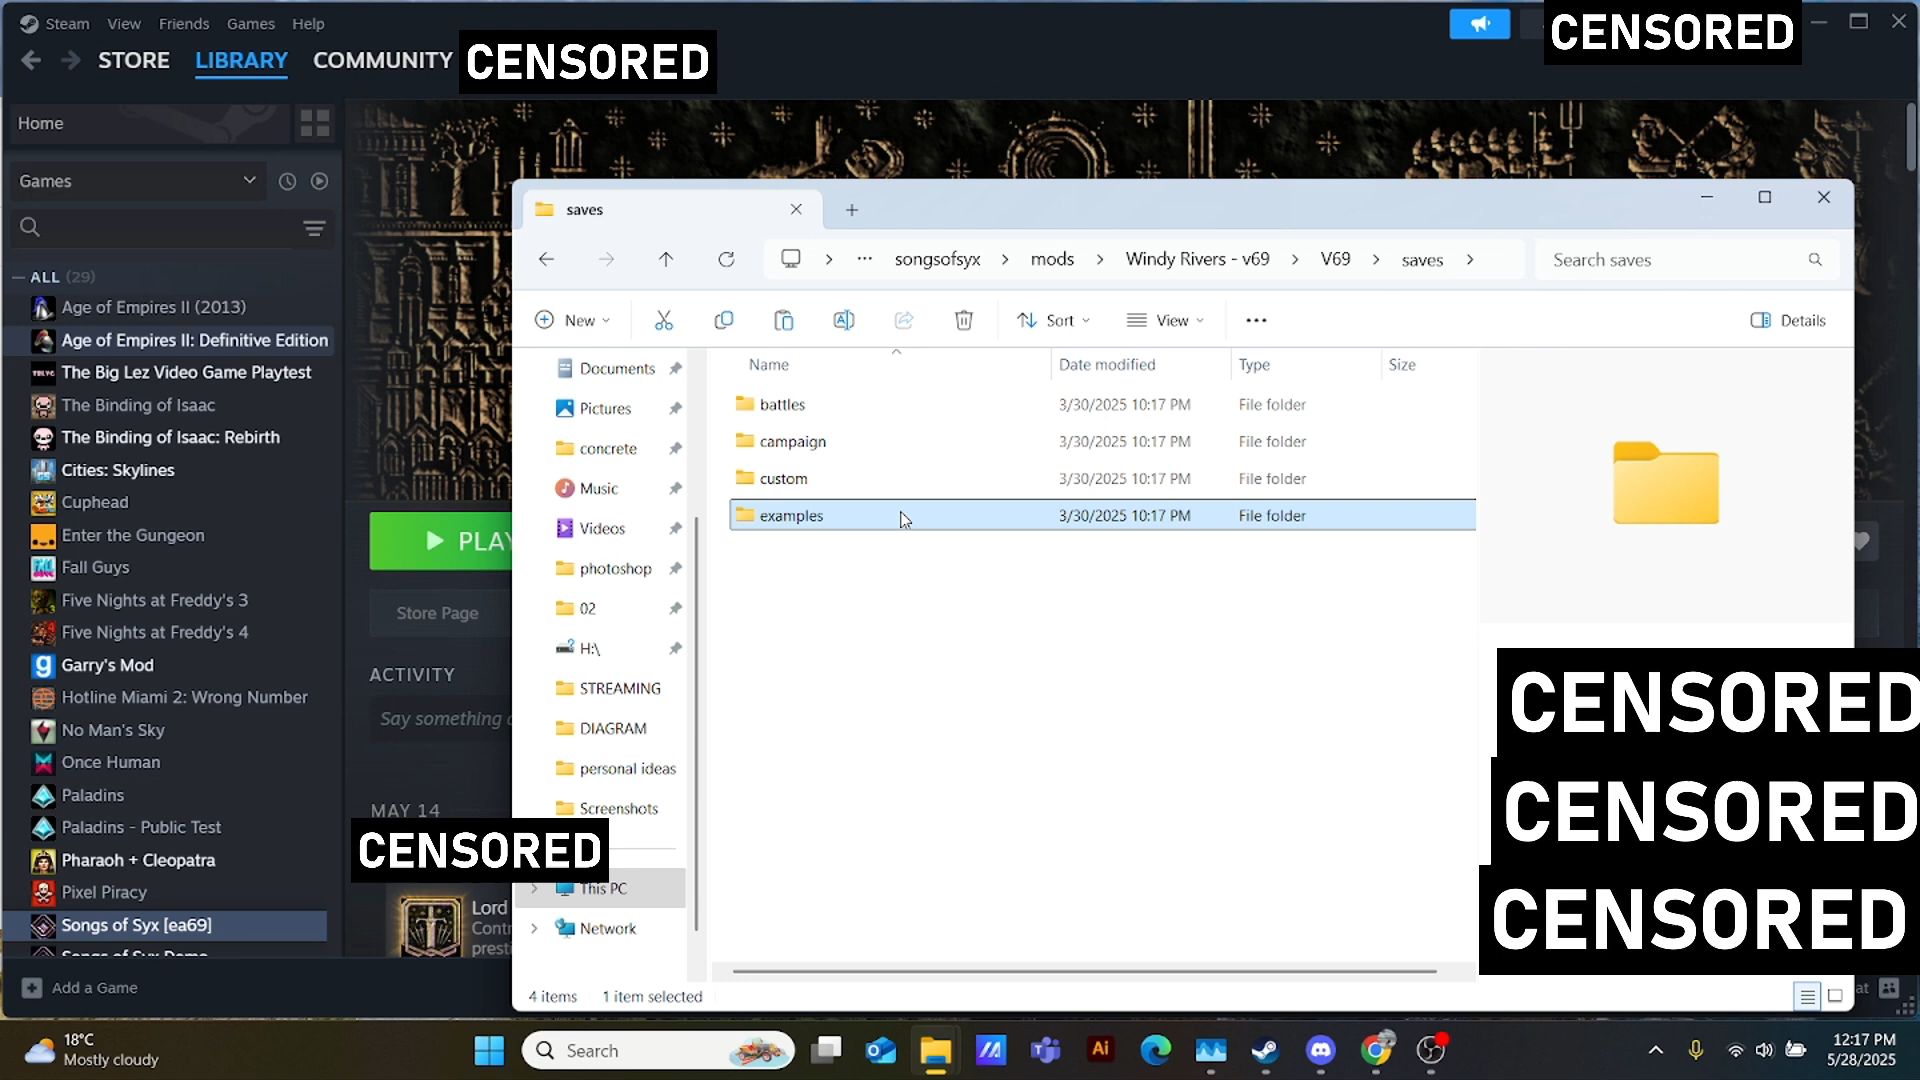 Steam View Friends Games Help
CENSORED
STORE LIBRARY COMMUNITY CENSORED
Home
Games
ALL (29)
Age of Empires II (2013)
Age of Empires II: Definitive Edition
The Big Lez Video Game Playtest
The Binding of Isaac
The Binding of Isaac: Rebirth
Cities: Skylines
Cuphead
Enter the Gungeon
Fall Guys
Five Nights at Freddy's 3
Five Nights at Freddy's 4
Garry's Mod
Hotline Miami 2: Wrong Number
No Man's Sky
Once Human
Paladins
Paladins - Public Test
Pharaoh + Cleopatra
Pixel Piracy
Songs of Syx [ea69]
Songs of Syx Demo
Add a Game
PLAY
Store Page
ACTIVITY
Say something
MAY 14
CENSORED
Lord
Contr
presti
saves
songsofsyx mods Windy Rivers - v69 V69 saves
Search saves
New Sort View Details
Documents
Pictures
concrete
Music
Videos
photoshop
02
H:\
STREAMING
DIAGRAM
personal ideas
Screenshots
This PC
Network
Name Date modified Type Size
battles 3/30/2025 10:17 PM File folder
campaign 3/30/2025 10:17 PM File folder
custom 3/30/2025 10:17 PM File folder
examples 3/30/2025 10:17 PM File folder
4 items 1 item selected
CENSORED
CENSORED
CENSORED
at
18°C
Mostly cloudy
Search
Ai
12:17 PM
5/28/2025